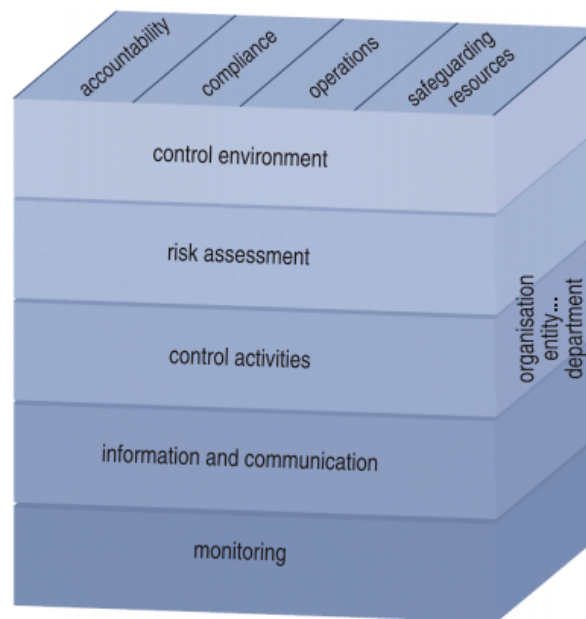 accountability
compliance
operations
safeguarding
resources
control environment
risk assessment
control activities
information and communication
monitoring
organisation
entity...
department